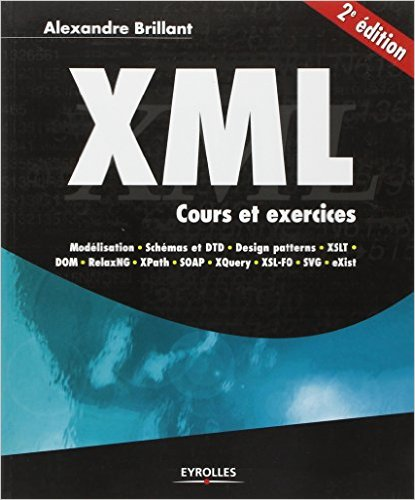 Alexandre Brillant
2e édition
XML
Cours et exercices
Modélisation • Schémas et DTD • Design patterns • XSLT •
DOM • RelaxNG • XPath • SOAP • XQuery • XSL-FO • SVG • eXist
EYROLLES